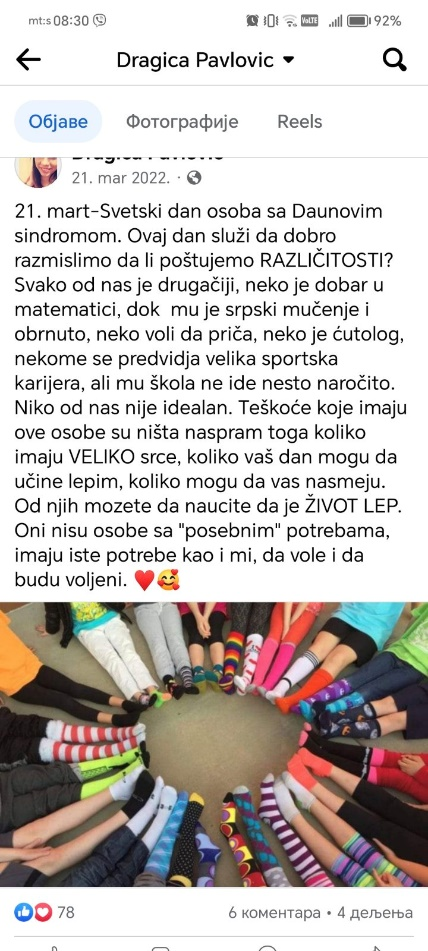 mt:s 08:30 VoLTE 92%
Dragica Pavlovic
Објаве Фотографије Reels
Dragica Pavlovic
21. mar 2022. ·
21. mart-Svetski dan osoba sa Daunovim
sindromom. Ovaj dan služi da dobro
razmislimo da li poštujemo RAZLIČITOSTI?
Svako od nas je drugačiji, neko je dobar u
matematici, dok mu je srpski mučenje i
obrnuto, neko voli da priča, neko je ćutolog,
nekome se predvidja velika sportska
karijera, ali mu škola ne ide nesto naročito.
Niko od nas nije idealan. Teškoće koje imaju
ove osobe su ništa naspram toga koliko
imaju VELIKO srce, koliko vaš dan mogu da
učine lepim, koliko mogu da vas nasmeju.
Od njih mozete da naucite da je ŽIVOT LEP.
Oni nisu osobe sa "posebnim" potrebama,
imaju iste potrebe kao i mi, da vole i da
budu voljeni. ❤️🥰
78 6 коментара • 4 дељења